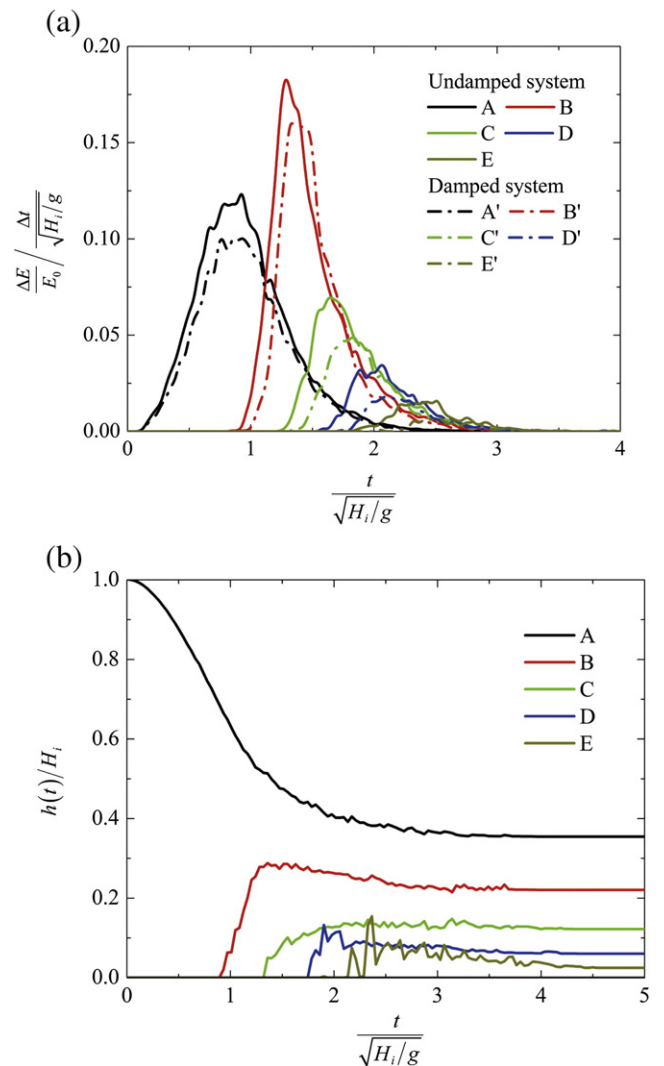 (a)
0.20
0.15
0.10
0.05
0.00
ΔE/E₀ / Δt/√(Hᵢ/g)
Undamped system
A B
C D
E
Damped system
A' B'
C' D'
E'
0 1 2 3 4
t/√(Hᵢ/g)
(b)
1.0
0.8
0.6
0.4
0.2
0.0
h(t)/Hᵢ
A
B
C
D
E
0 1 2 3 4 5
t/√(Hᵢ/g)